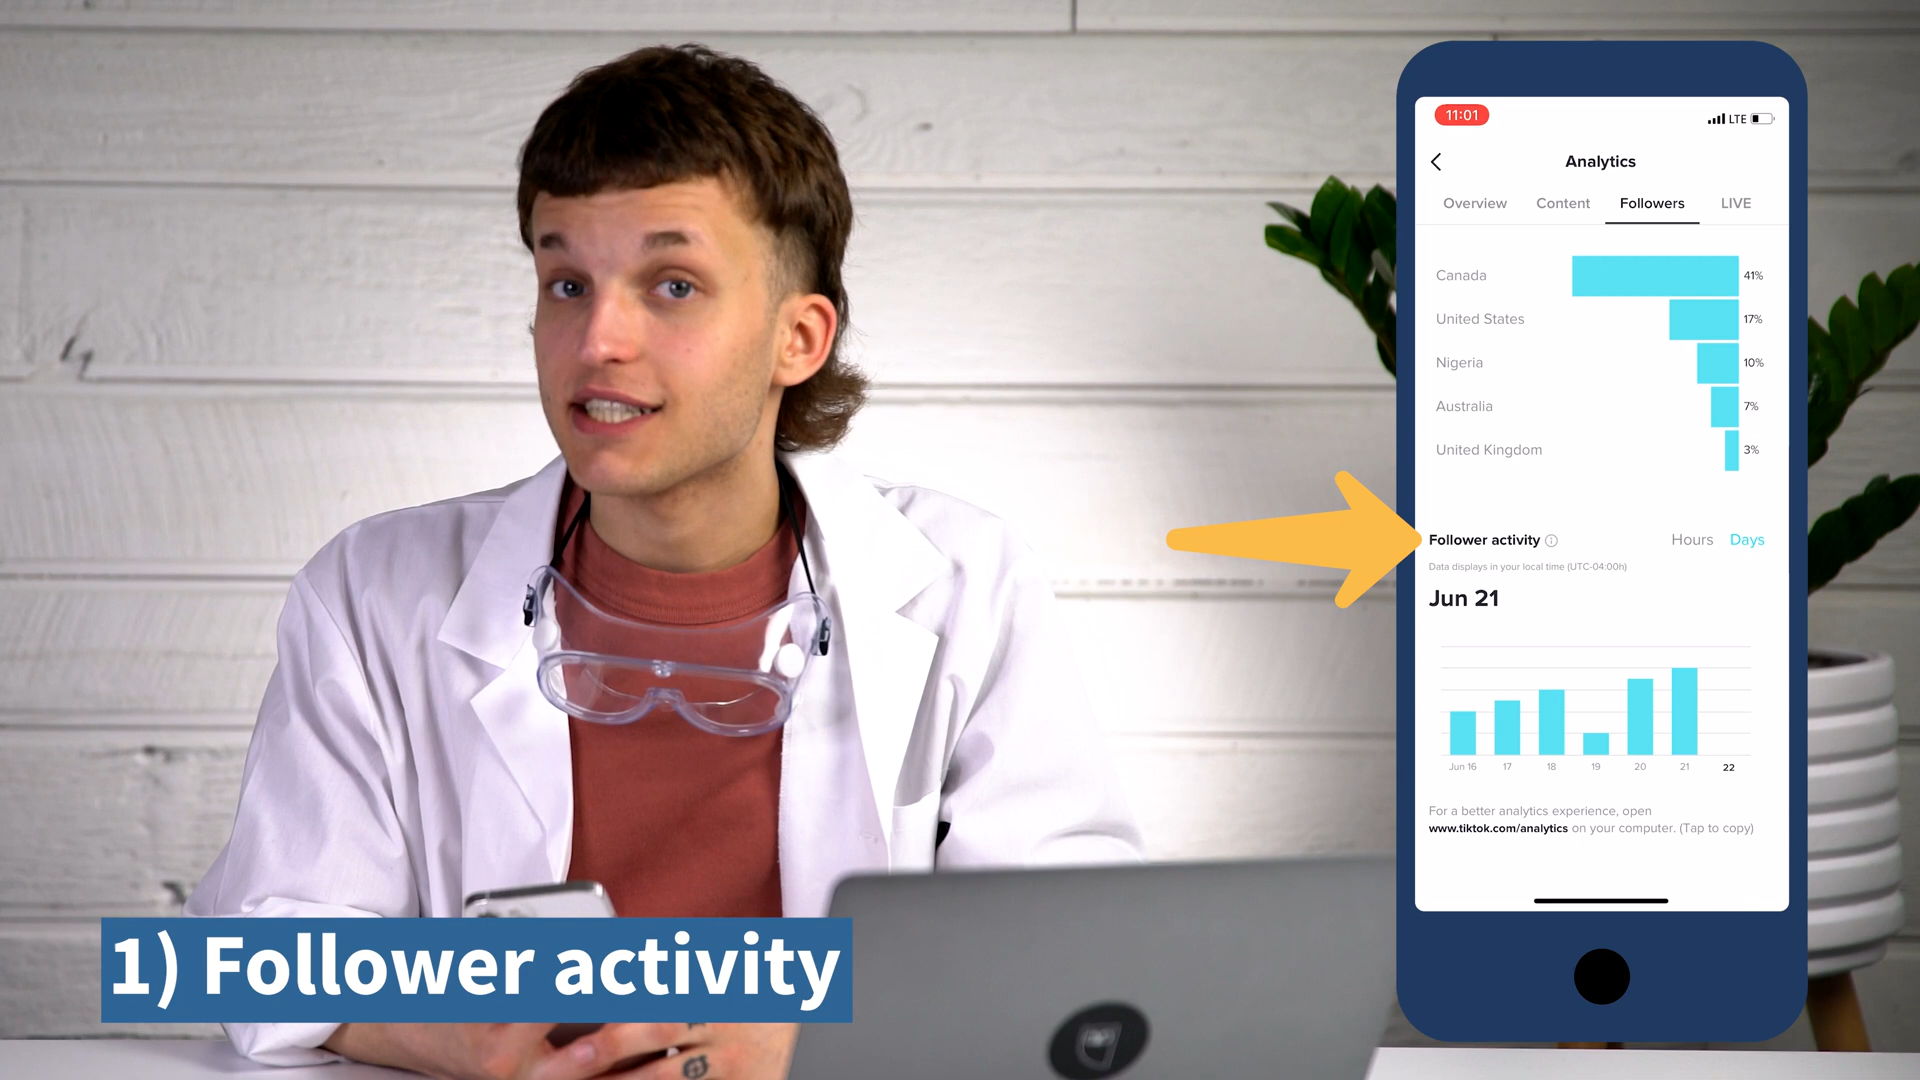 11:01
LTE
Analytics
Overview Content Followers LIVE
Canada 41%
United States 17%
Nigeria 10%
Australia 7%
United Kingdom 3%
Follower activity Hours Days
Data displays in your local time (UTC-04:00h)
Jun 21
Jun 16 17 18 19 20 21 22
For a better analytics experience, open
www.tiktok.com/analytics on your computer. (Tap to copy)
1) Follower activity